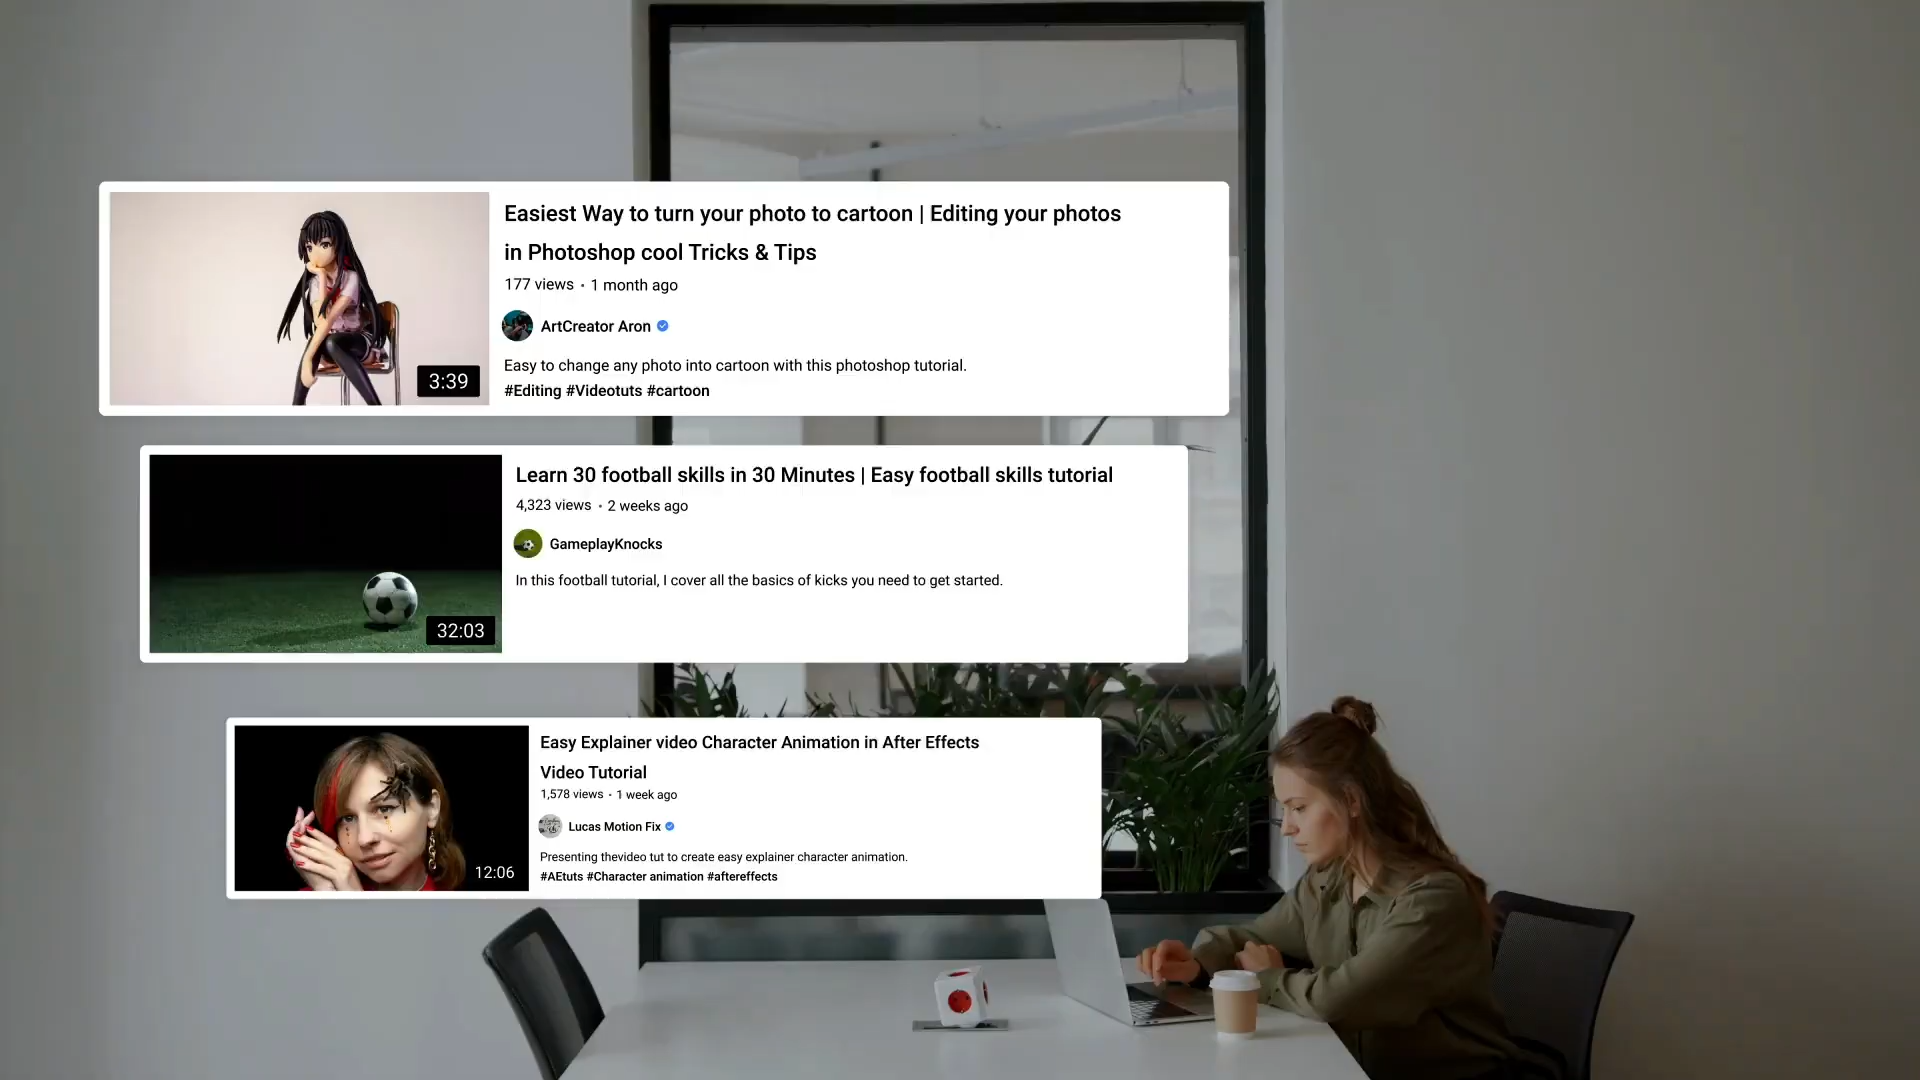 Easiest Way to turn your photo to cartoon | Editing your photos
in Photoshop cool Tricks & Tips
177 views • 1 month ago
ArtCreator Aron
Easy to change any photo into cartoon with this photoshop tutorial.
#Editing #Videotuts #cartoon
3:39
Learn 30 football skills in 30 Minutes | Easy football skills tutorial
4,323 views • 2 weeks ago
GameplayKnocks
In this football tutorial, I cover all the basics of kicks you need to get started.
32:03
Easy Explainer video Character Animation in After Effects
Video Tutorial
1,578 views • 1 week ago
Lucas Motion Fix
Presenting thevideo tut to create easy explainer character animation.
#AEtuts #Character animation #aftereffects
12:06